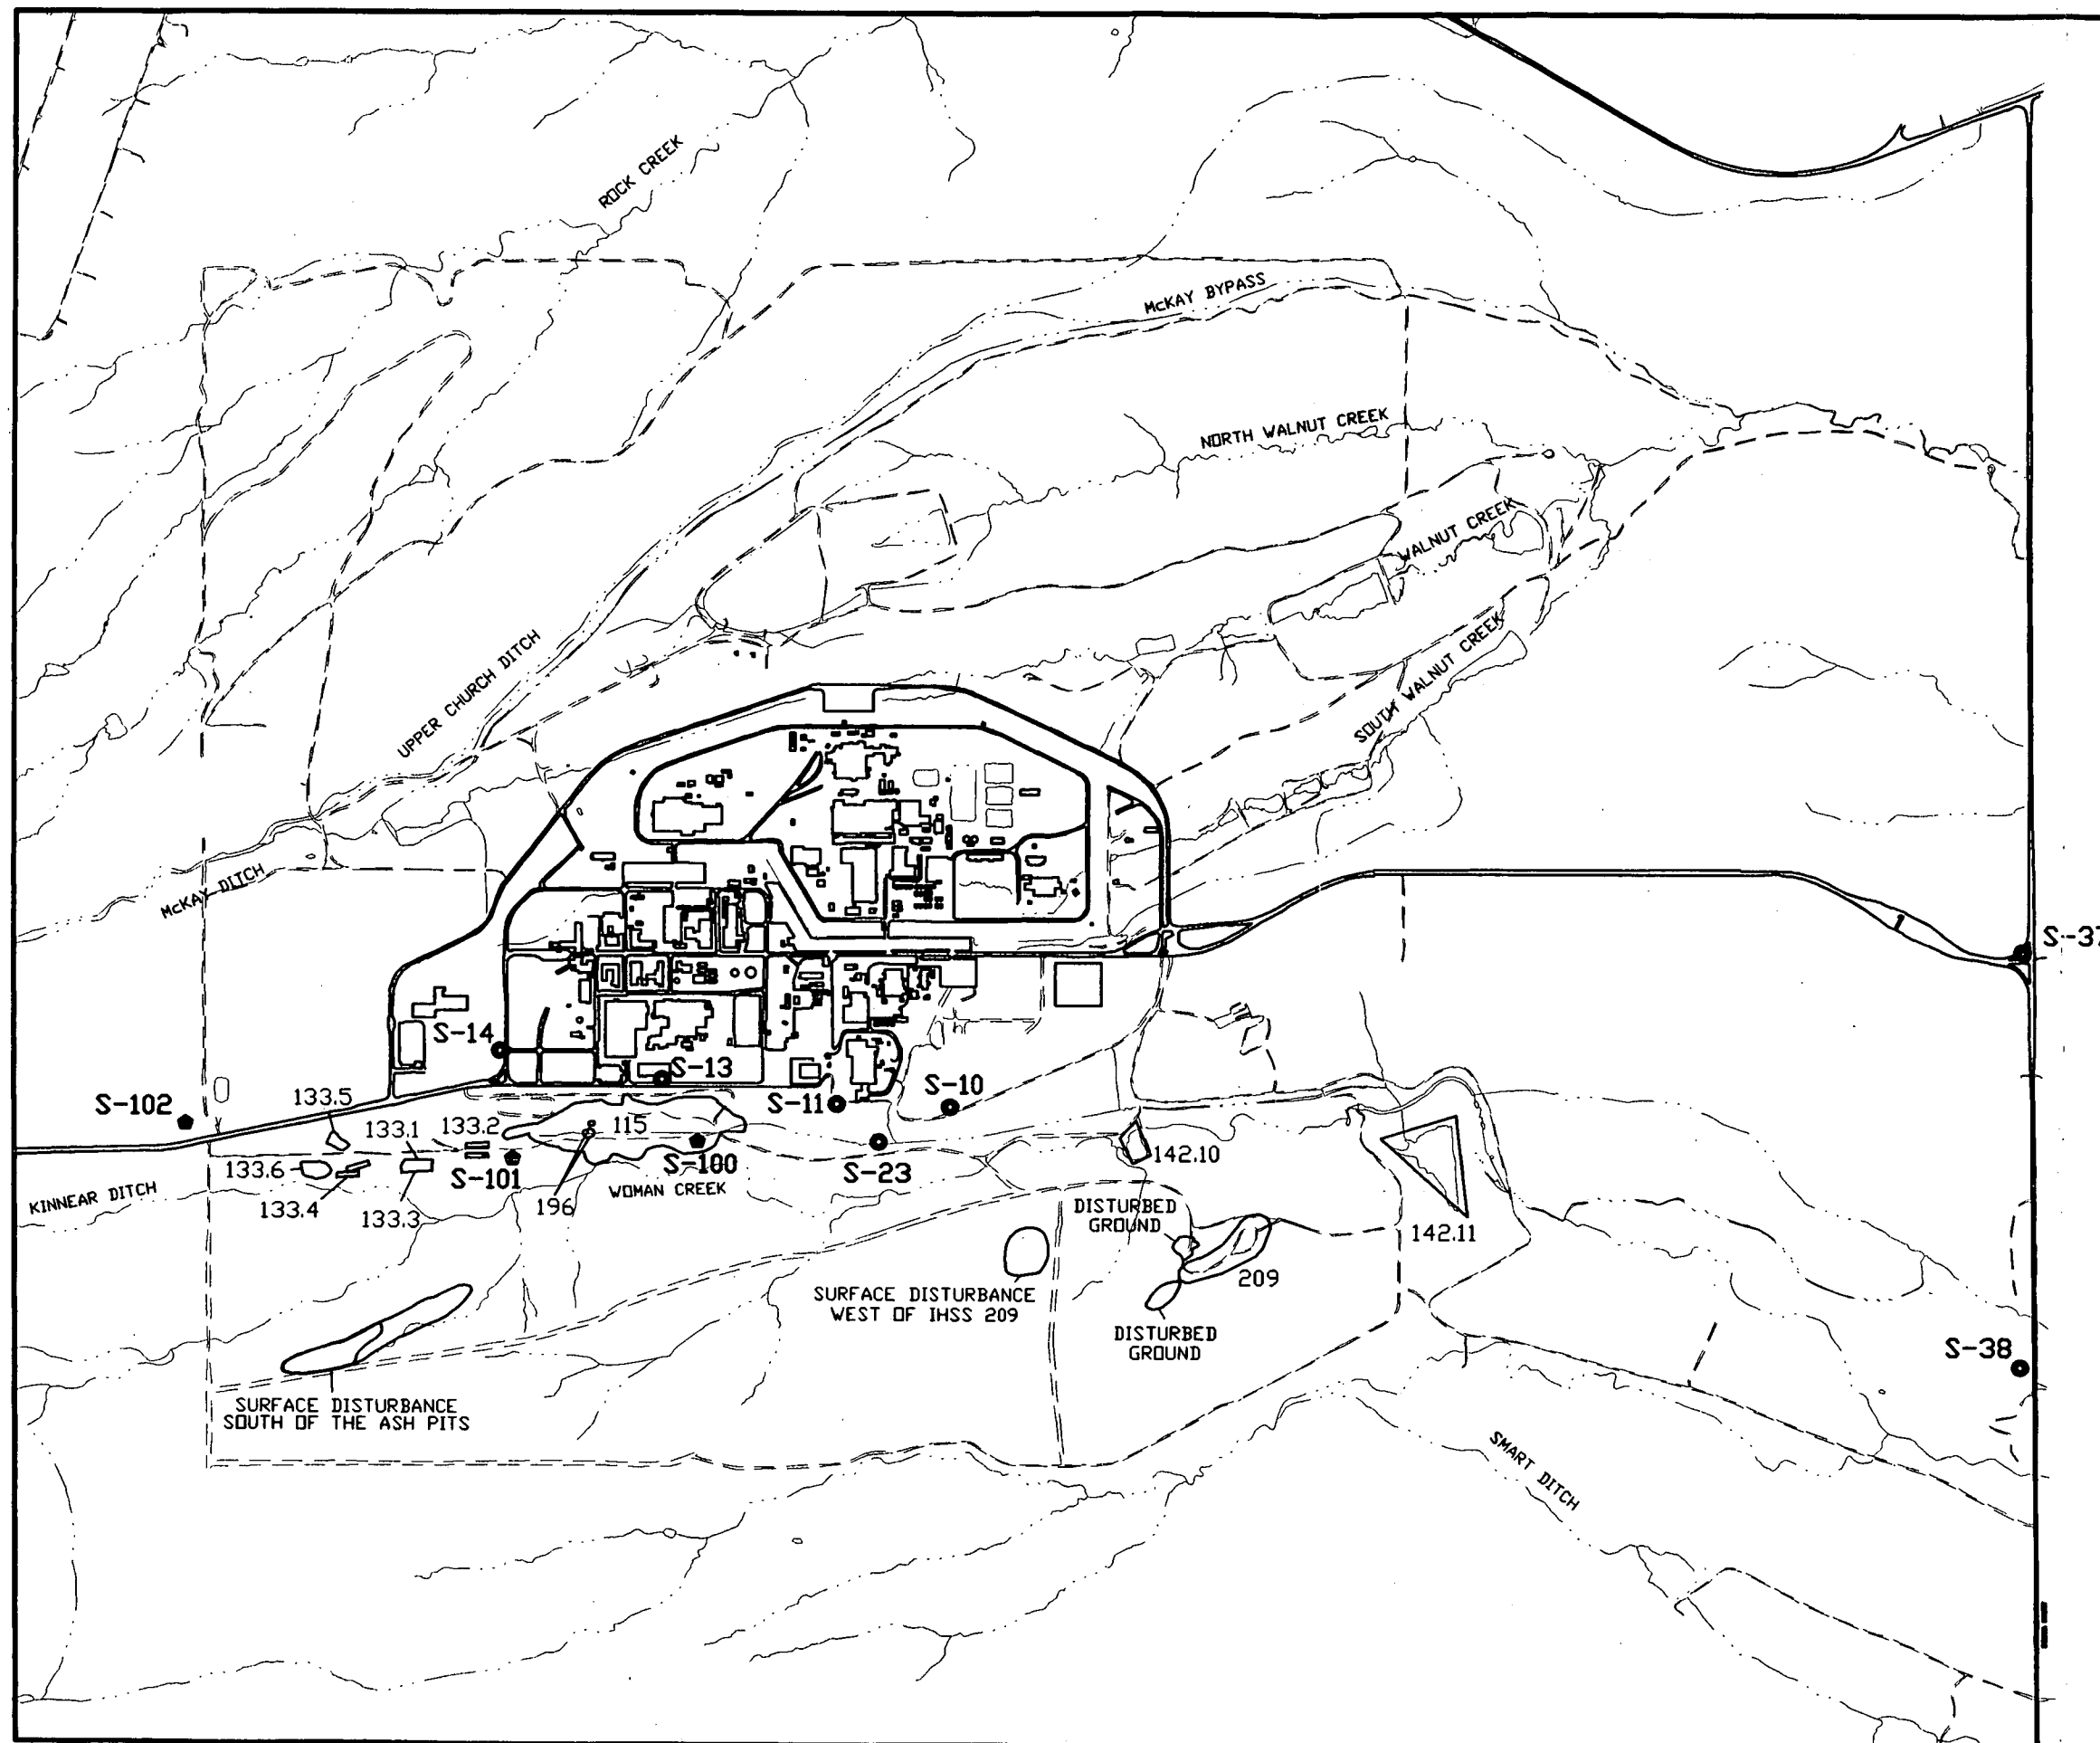 ROCK CREEK
McKAY BYPASS
NORTH WALNUT CREEK
WALNUT CREEK
SOUTH WALNUT CREEK
UPPER CHURCH DITCH
McKAY DITCH
S-37
S-14
S-13
S-102
133.5
S-11
S-10
133.1
133.2
115
133.6
S-101
S-100
S-23
142.10
KINNEAR DITCH
133.4
133.3
196
WOMAN CREEK
DISTURBED
GROUND
142.11
209
SURFACE DISTURBANCE
WEST OF IHSS 209
DISTURBED
GROUND
S-38
SURFACE DISTURBANCE
SOUTH OF THE ASH PITS
SMART DITCH